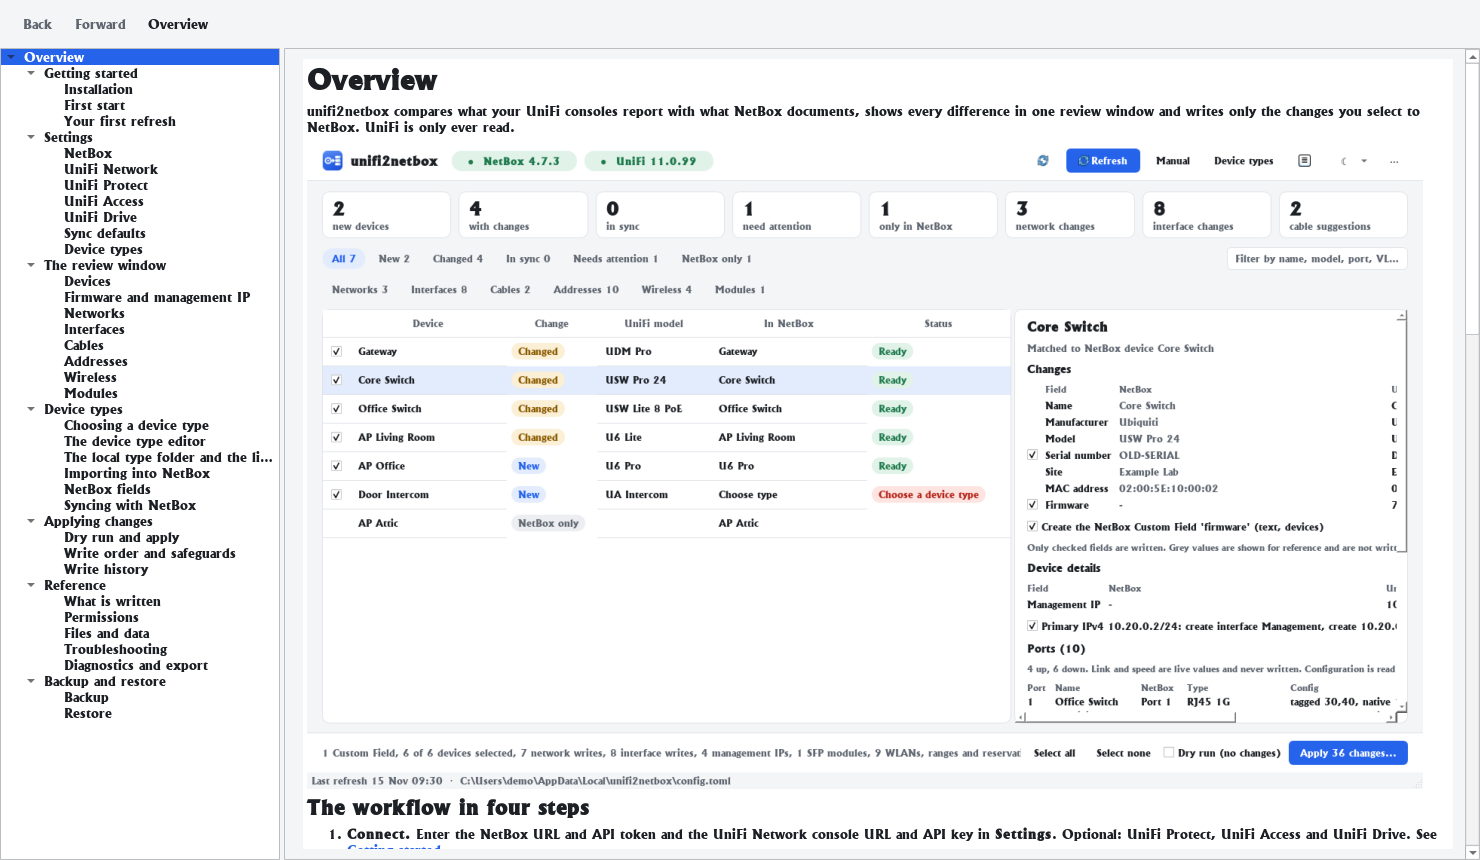 Back Forward Overview
Overview
Getting started
Installation
First start
Your first refresh
Settings
NetBox
UniFi Network
UniFi Protect
UniFi Access
UniFi Drive
Sync defaults
Device types
The review window
Devices
Firmware and management IP
Networks
Interfaces
Cables
Addresses
Wireless
Modules
Device types
Choosing a device type
The device type editor
The local type folder and the li...
Importing into NetBox
NetBox fields
Syncing with NetBox
Applying changes
Dry run and apply
Write order and safeguards
Write history
Reference
What is written
Permissions
Files and data
Troubleshooting
Diagnostics and export
Backup and restore
Backup
Restore
Overview
unifi2netbox compares what your UniFi consoles report with what NetBox documents, shows every difference in one review window and writes only the changes you select to
NetBox. UniFi is only ever read.
unifi2netbox • NetBox 4.7.3 • UniFi 11.0.99 Refresh Manual Device types ...
2 4 0 1 1 3 8 2
new devices with changes in sync need attention only in NetBox network changes interface changes cable suggestions
All 7 New 2 Changed 4 In sync 0 Needs attention 1 NetBox only 1 Filter by name, model, port, VL...
Networks 3 Interfaces 8 Cables 2 Addresses 10 Wireless 4 Modules 1
Device Change UniFi model In NetBox Status
Gateway Changed UDM Pro Gateway Ready
Core Switch Changed USW Pro 24 Core Switch Ready
Office Switch Changed USW Lite 8 PoE Office Switch Ready
AP Living Room Changed U6 Lite AP Living Room Ready
AP Office New U6 Pro U6 Pro Ready
Door Intercom New UA Intercom Choose type Choose a device type
AP Attic NetBox only AP Attic
Core Switch
Matched to NetBox device Core Switch
Changes
Field NetBox U
Name Core Switch C
Manufacturer Ubiquiti U
Model USW Pro 24 U
Serial number OLD-SERIAL D
Site Example Lab E
MAC address 02:00:5E:10:00:02 0
Firmware - 7
Create the NetBox Custom Field 'firmware' (text, devices)
Only checked fields are written. Grey values are shown for reference and are not writt
Device details
Field NetBox Ur
Management IP - 10
Primary IPv4 10.20.0.2/24: create interface Management, create 10.20.
Ports (10)
4 up, 6 down. Link and speed are live values and never written. Configuration is read
Port Name NetBox Type Config
1 Office Switch Port 1 RJ45 1G tagged 30,40, native
1 Custom Field, 6 of 6 devices selected, 7 network writes, 8 interface writes, 4 management IPs, 1 SFP modules, 9 WLANs, ranges and reservat Select all Select none Dry run (no changes) Apply 36 changes...
Last refresh 15 Nov 09:30 · C:\Users\demo\AppData\Local\unifi2netbox\config.toml
The workflow in four steps
1. Connect. Enter the NetBox URL and API token and the UniFi Network console URL and API key in Settings. Optional: UniFi Protect, UniFi Access and UniFi Drive. See
Getting started